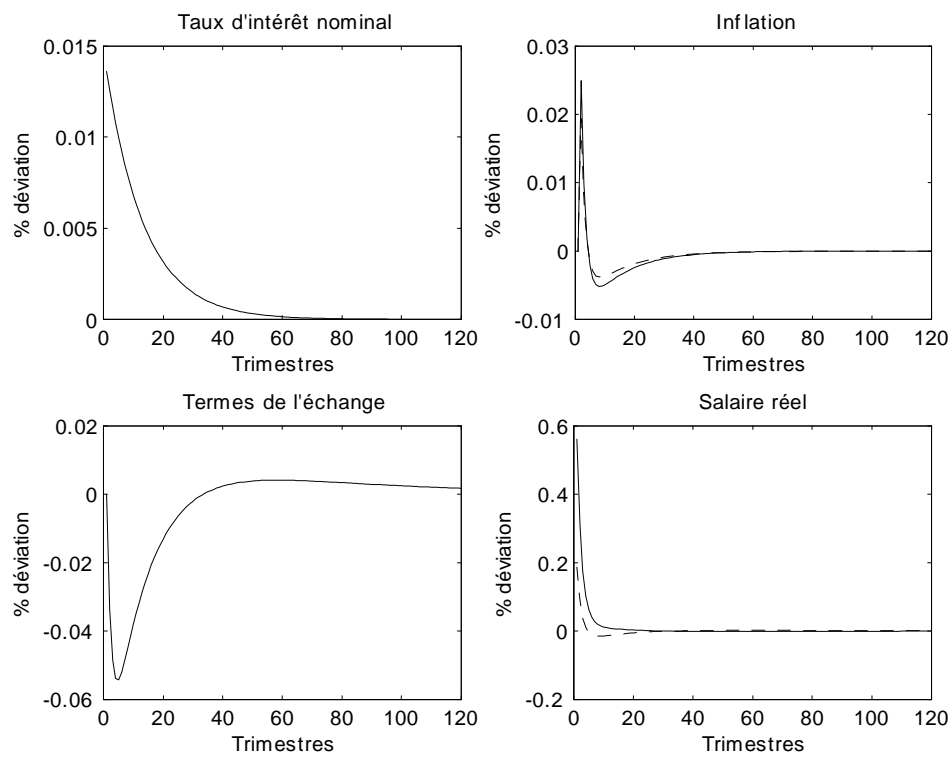 Taux d'intérêt nominal
0.015
0.01
0.005
0
% déviation
0 20 40 60 80 100 120
Trimestres
Inflation
0.03
0.02
0.01
0
-0.01
% déviation
0 20 40 60 80 100 120
Trimestres
Termes de l'échange
0.02
0
-0.02
-0.04
-0.06
% déviation
0 20 40 60 80 100 120
Trimestres
Salaire réel
0.6
0.4
0.2
0
-0.2
% déviation
0 20 40 60 80 100 120
Trimestres